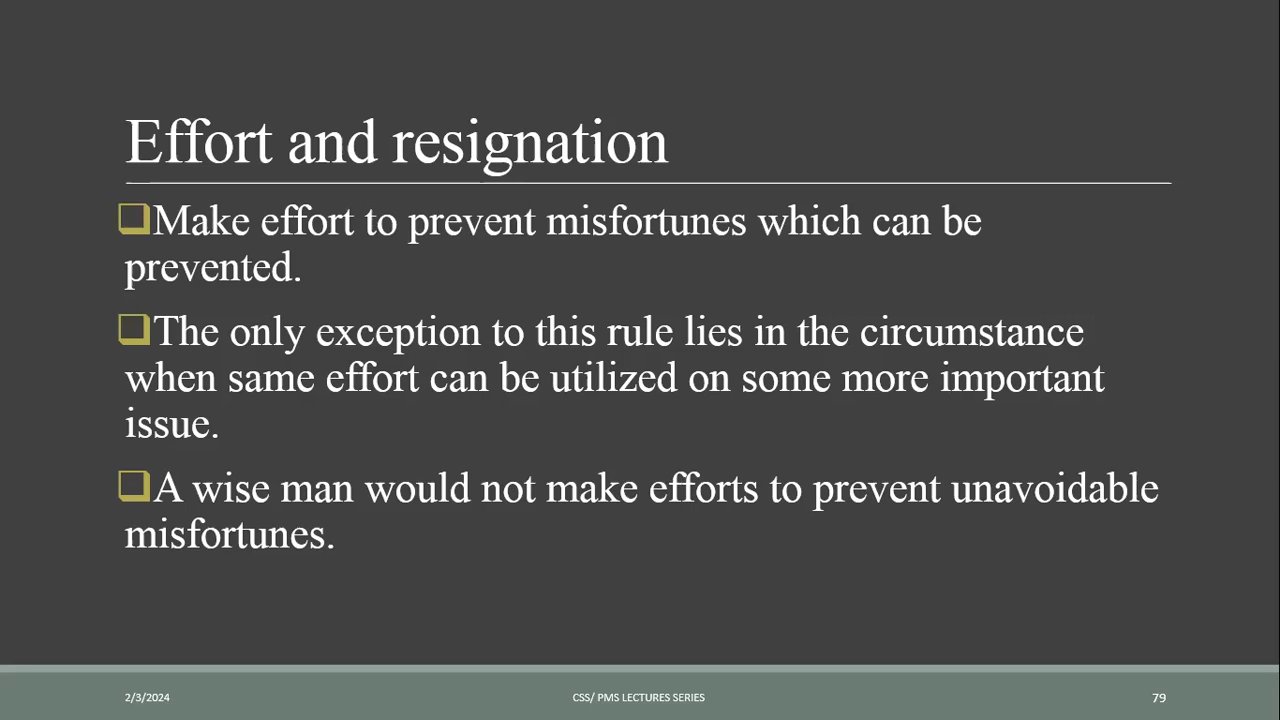 Effort and resignation
Make effort to prevent misfortunes which can be
prevented.
The only exception to this rule lies in the circumstance
when same effort can be utilized on some more important
issue.
A wise man would not make efforts to prevent unavoidable
misfortunes.
2/3/2024
CSS/ PMS LECTURES SERIES
79